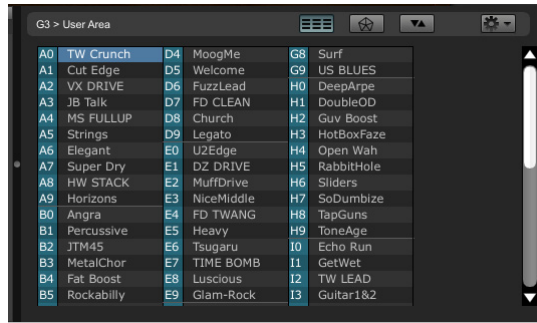 G3 > User Area
A0 TW Crunch D4 MoogMe G8 Surf
A1 Cut Edge D5 Welcome G9 US BLUES
A2 VX DRIVE D6 FuzzLead H0 DeepArpe
A3 JB Talk D7 FD CLEAN H1 DoubleOD
A4 MS FULLUP D8 Church H2 Guv Boost
A5 Strings D9 Legato H3 HotBoxFaze
A6 Elegant E0 U2Edge H4 Open Wah
A7 Super Dry E1 DZ DRIVE H5 RabbitHole
A8 HW STACK E2 MuffDrive H6 Sliders
A9 Horizons E3 NiceMiddle H7 SoDumbize
B0 Angra E4 FD TWANG H8 TapGuns
B1 Percussive E5 Heavy H9 ToneAge
B2 JTM45 E6 Tsugaru I0 Echo Run
B3 MetalChor E7 TIME BOMB I1 GetWet
B4 Fat Boost E8 Luscious I2 TW LEAD
B5 Rockabilly E9 Glam-Rock I3 Guitar1&2